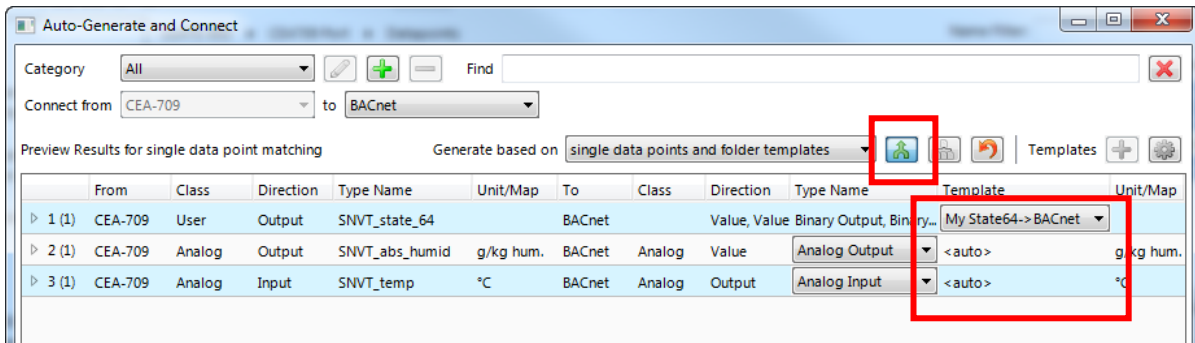 Auto-Generate and Connect
Category All Find
Connect from CEA-709 to BACnet
Preview Results for single data point matching Generate based on single data points and folder templates Templates
From Class Direction Type Name Unit/Map To Class Direction Type Name Template Unit/Map
1 (1) CEA-709 User Output SNVT_state_64 BACnet Value, Value Binary Output, Binary... My State64->BACnet
2 (1) CEA-709 Analog Output SNVT_abs_humid g/kg hum. BACnet Analog Value Analog Output <auto> g/kg hum.
3 (1) CEA-709 Analog Input SNVT_temp °C BACnet Analog Output Analog Input <auto> °C